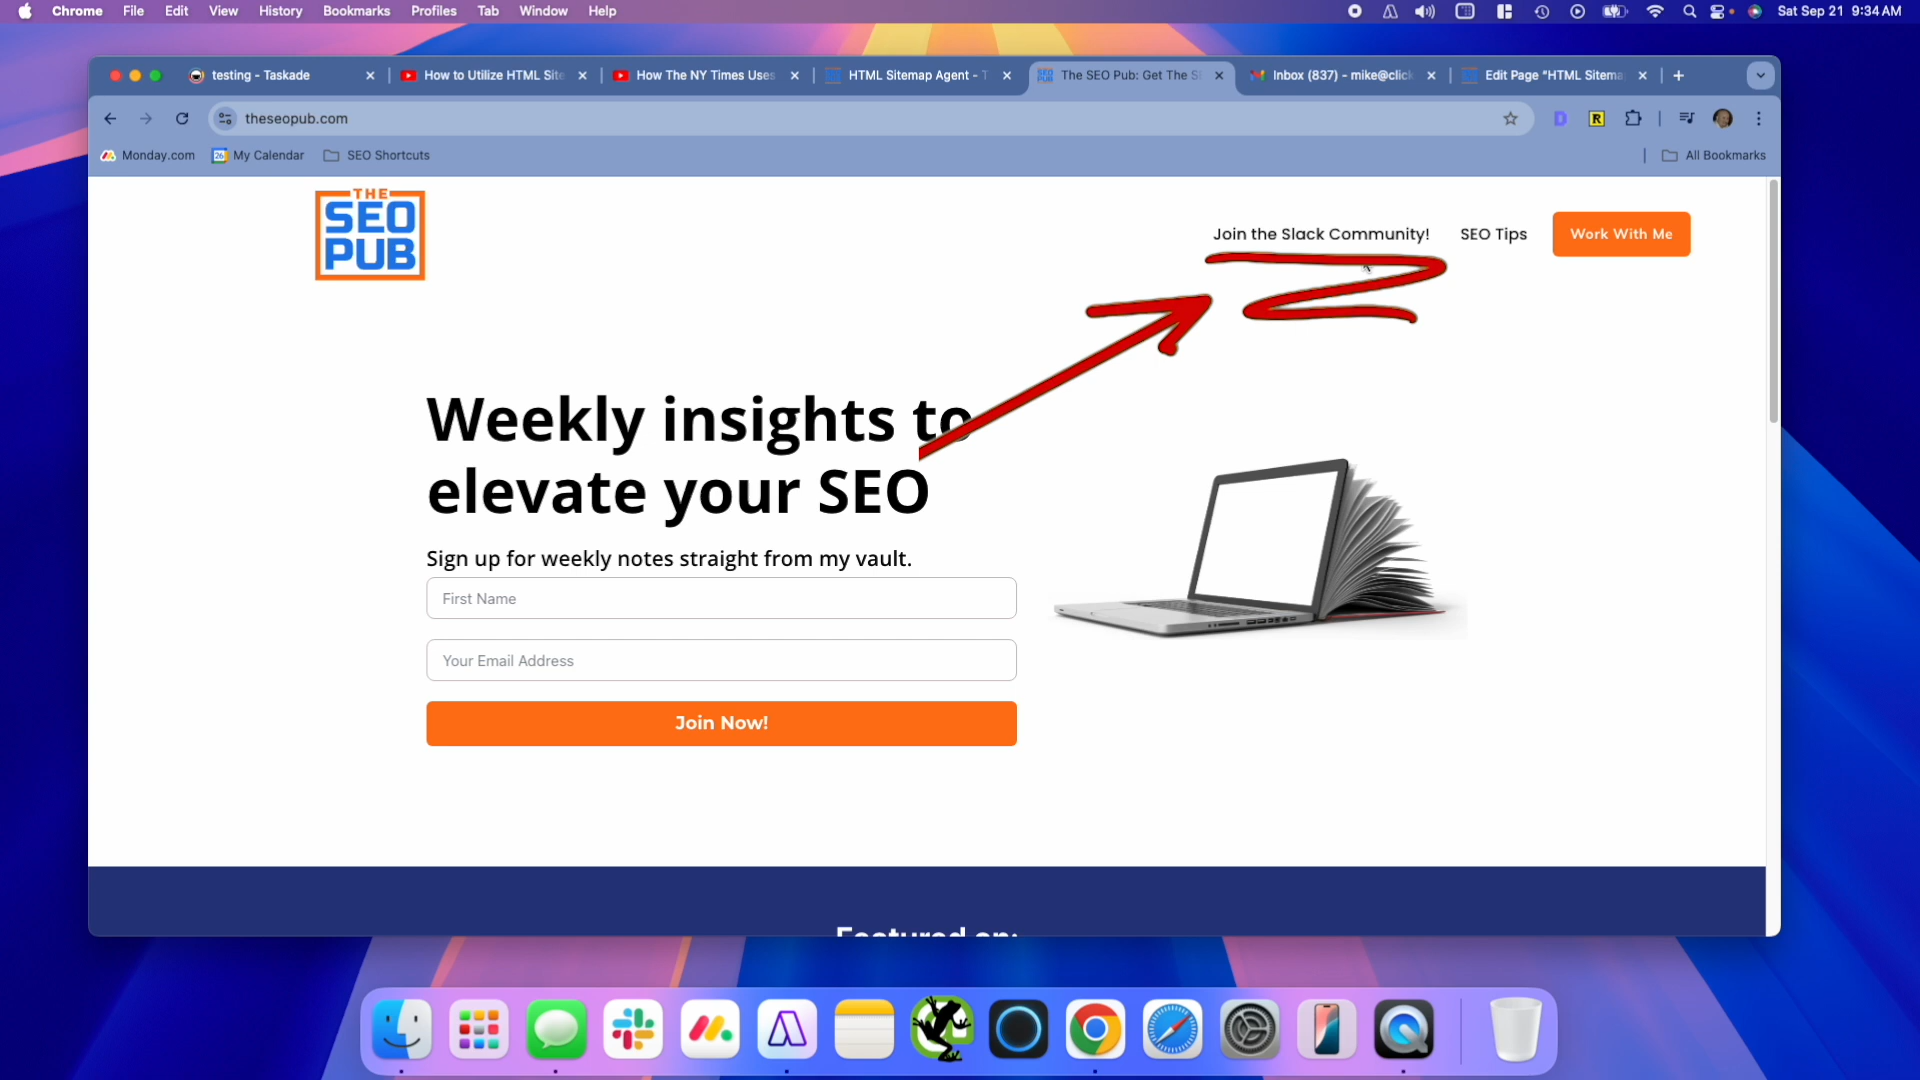 Chrome File Edit View History Bookmarks Profiles Tab Window Help
Sat Sep 21 9:34 AM
testing - Taskade
How to Utilize HTML Site
How The NY Times Uses
HTML Sitemap Agent - T
The SEO Pub: Get The S
Inbox (837) - mike@click
Edit Page "HTML Sitema
theseopub.com
Monday.com
26 My Calendar
SEO Shortcuts
All Bookmarks
THE
SEO
PUB
Join the Slack Community!
SEO Tips
Work With Me
Weekly insights to
elevate your SEO
Sign up for weekly notes straight from my vault.
First Name
Your Email Address
Join Now!
Featured on: